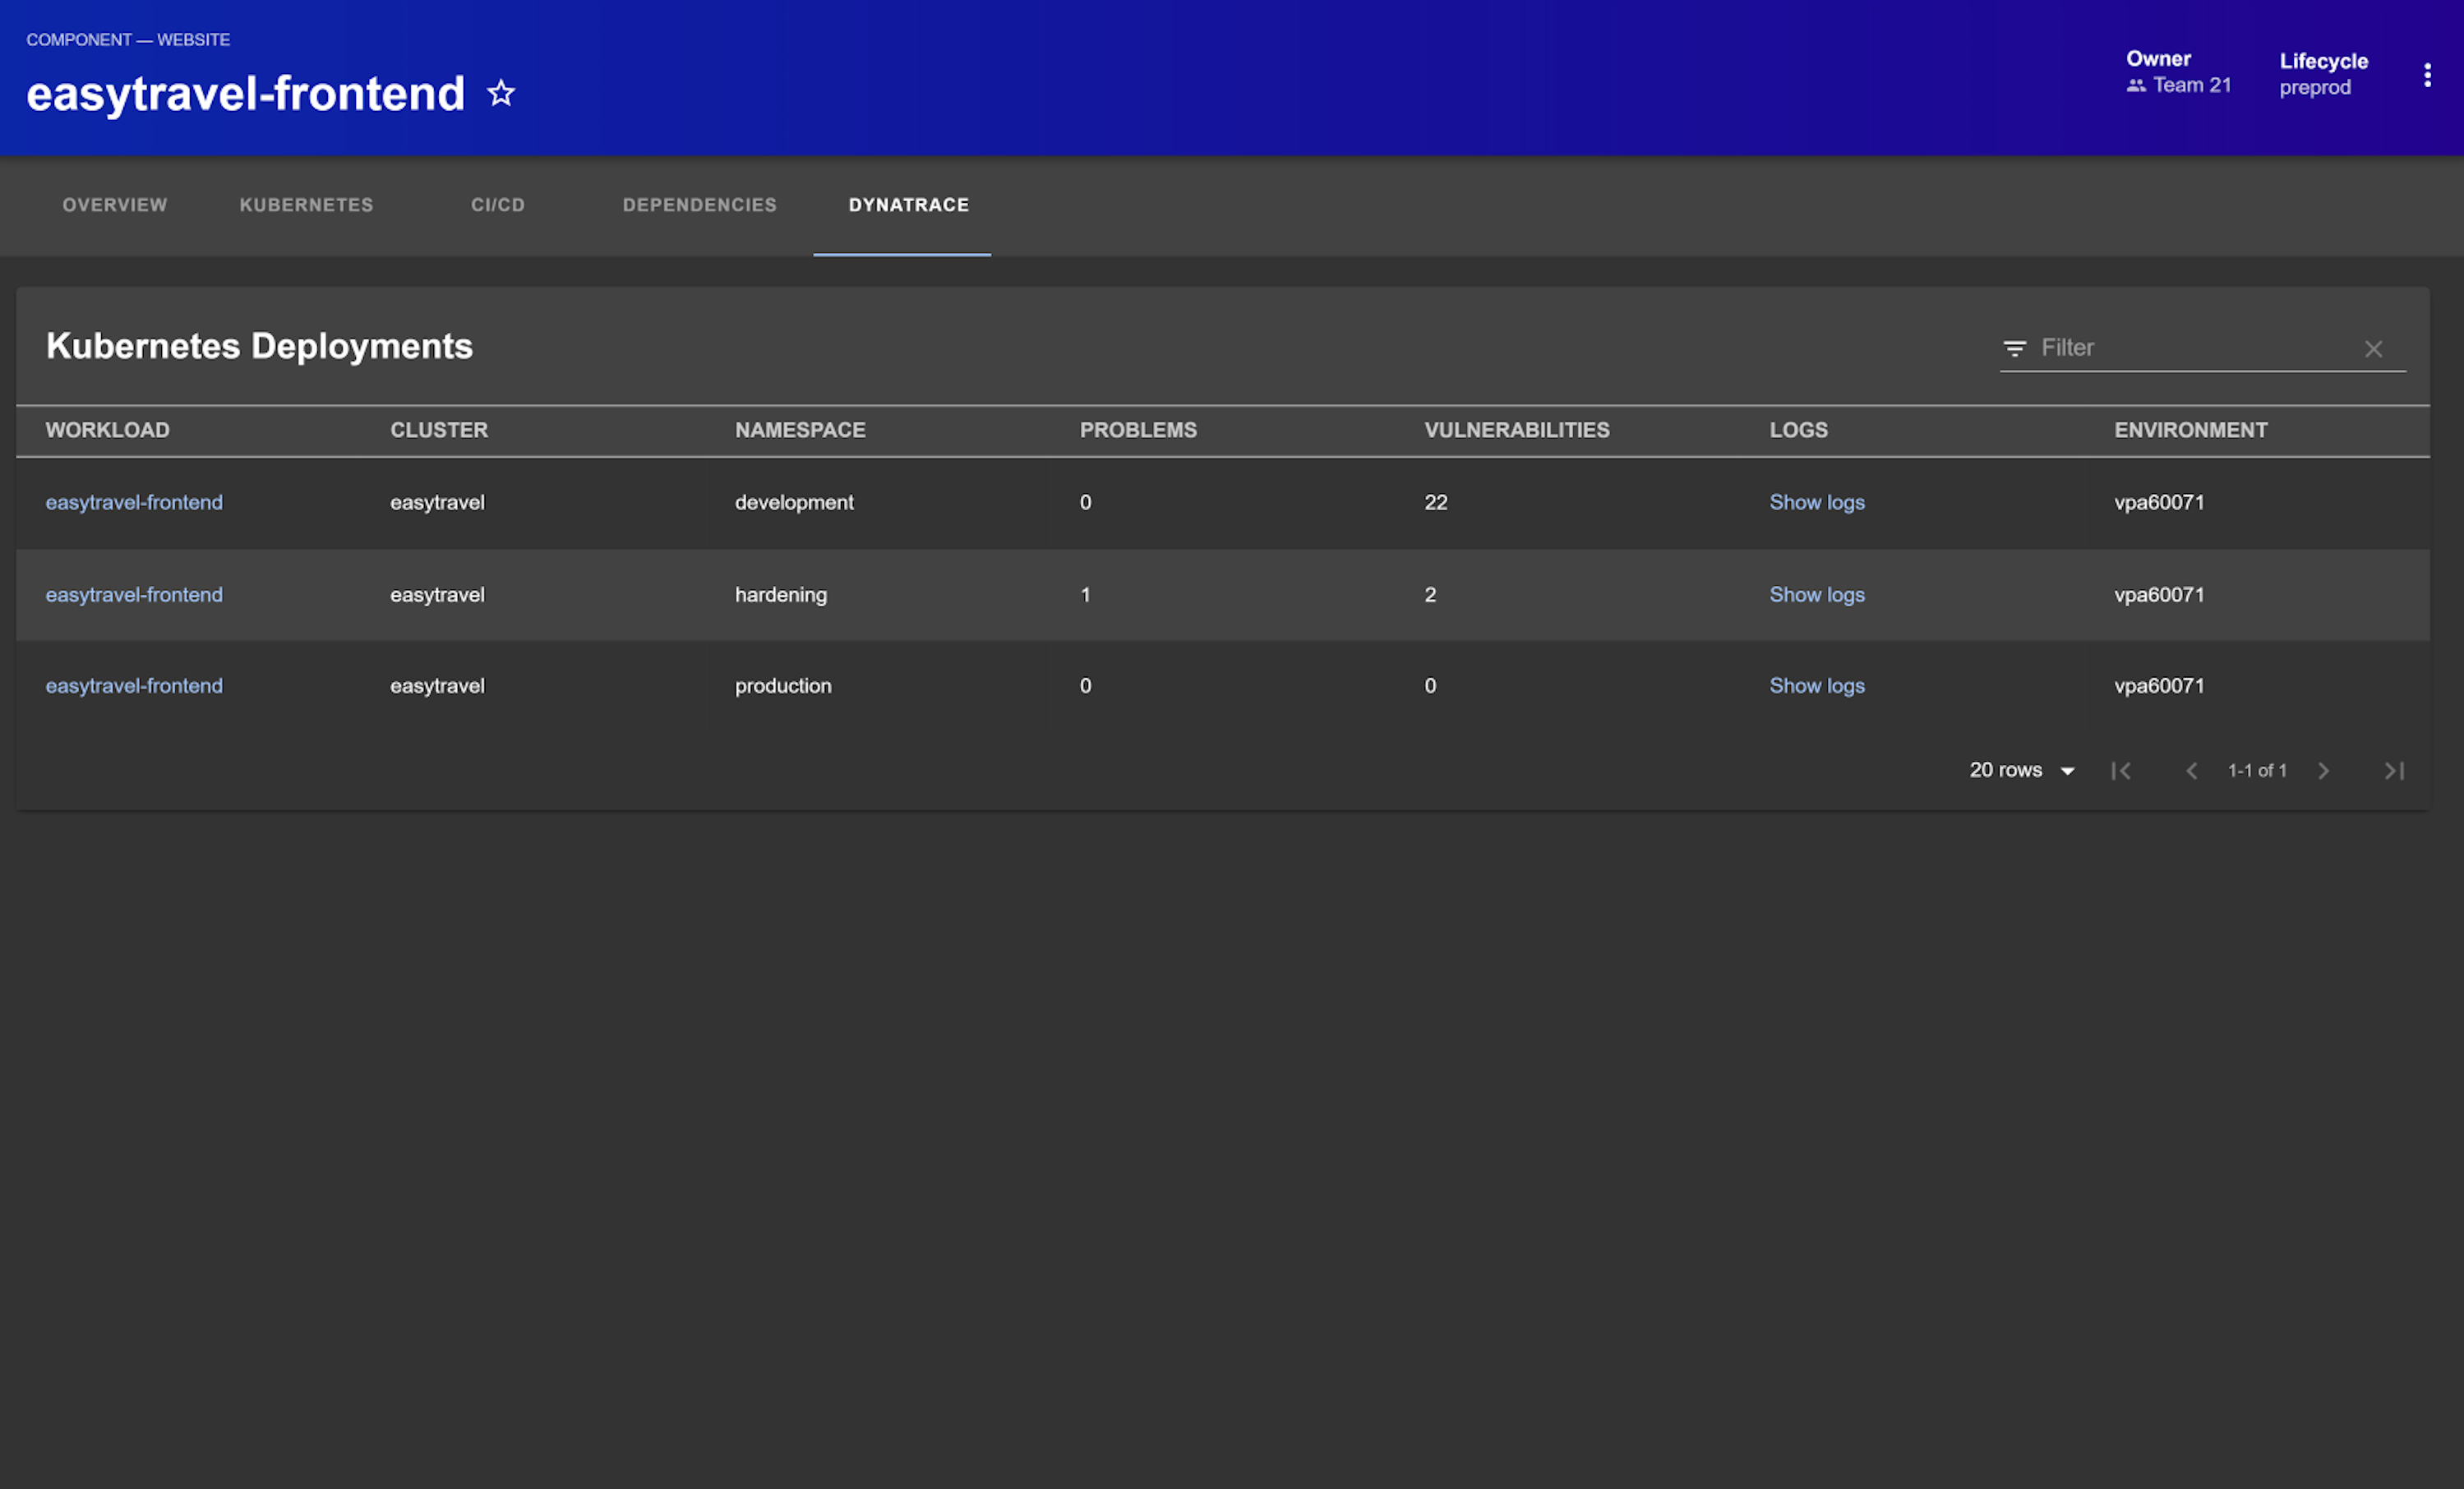 COMPONENT — WEBSITE
easytravel-frontend
Owner
Team 21
Lifecycle
preprod
OVERVIEW KUBERNETES CI/CD DEPENDENCIES DYNATRACE
Kubernetes Deployments
Filter
WORKLOAD CLUSTER NAMESPACE PROBLEMS VULNERABILITIES LOGS ENVIRONMENT
easytravel-frontend easytravel development 0 22 Show logs vpa60071
easytravel-frontend easytravel hardening 1 2 Show logs vpa60071
easytravel-frontend easytravel production 0 0 Show logs vpa60071
20 rows 1-1 of 1